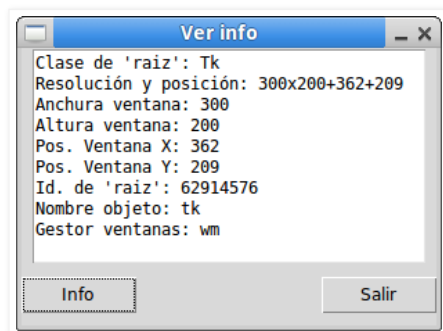 Ver info
Clase de 'raiz': Tk
Resolución y posición: 300x200+362+209
Anchura ventana: 300
Altura ventana: 200
Pos. Ventana X: 362
Pos. Ventana Y: 209
Id. de 'raiz': 62914576
Nombre objeto: tk
Gestor ventanas: wm
Info
Salir